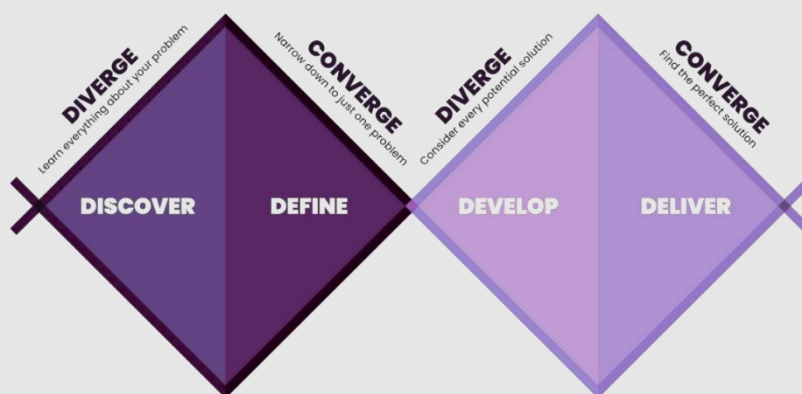 DIVERGE
Learn everything about your problem
CONVERGE
Narrow down to just one problem
DIVERGE
Consider every potential solution
CONVERGE
Find the perfect solution
DISCOVER
DEFINE
DEVELOP
DELIVER